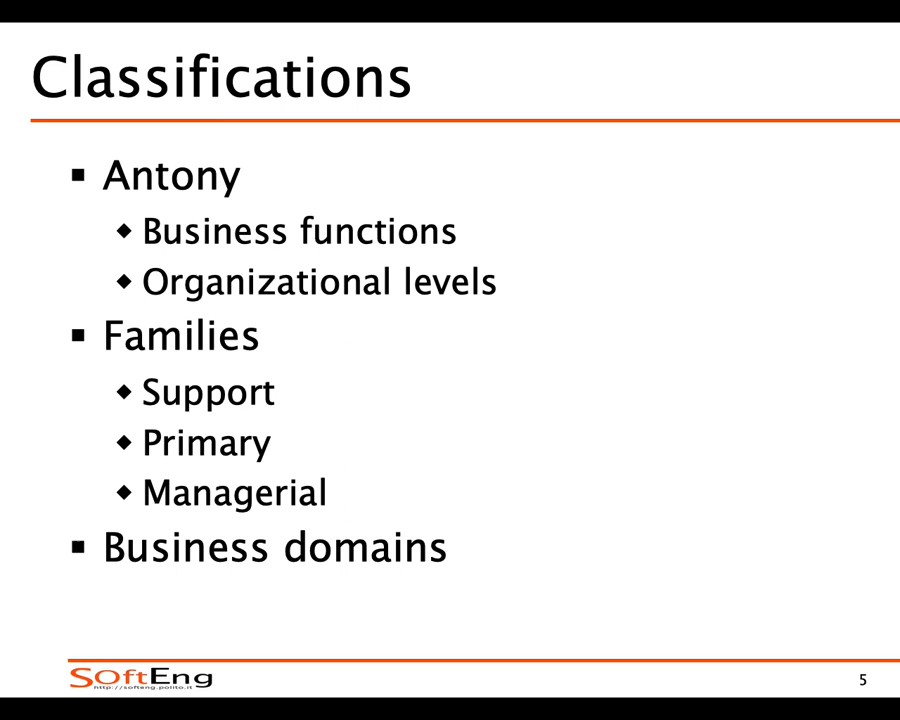 Classifications
▪ Antony
◆ Business functions
◆ Organizational levels
▪ Families
◆ Support
◆ Primary
◆ Managerial
▪ Business domains
SOftEng
http://softeng.polito.it
5